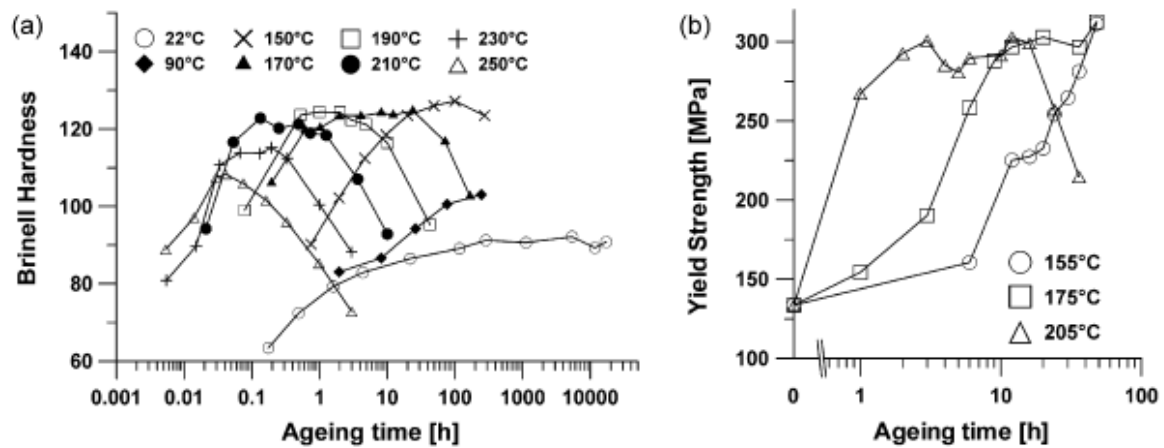 (a)
150
140
120
100
80
60
Brinell Hardness
22°C 150°C 190°C 230°C
90°C 170°C 210°C 250°C
0.001 0.01 0.1 1 10 100 1000 10000
Ageing time [h]
(b)
300
250
200
150
100
Yield Strength [MPa]
155°C
175°C
205°C
0 1 10 100
Ageing time [h]